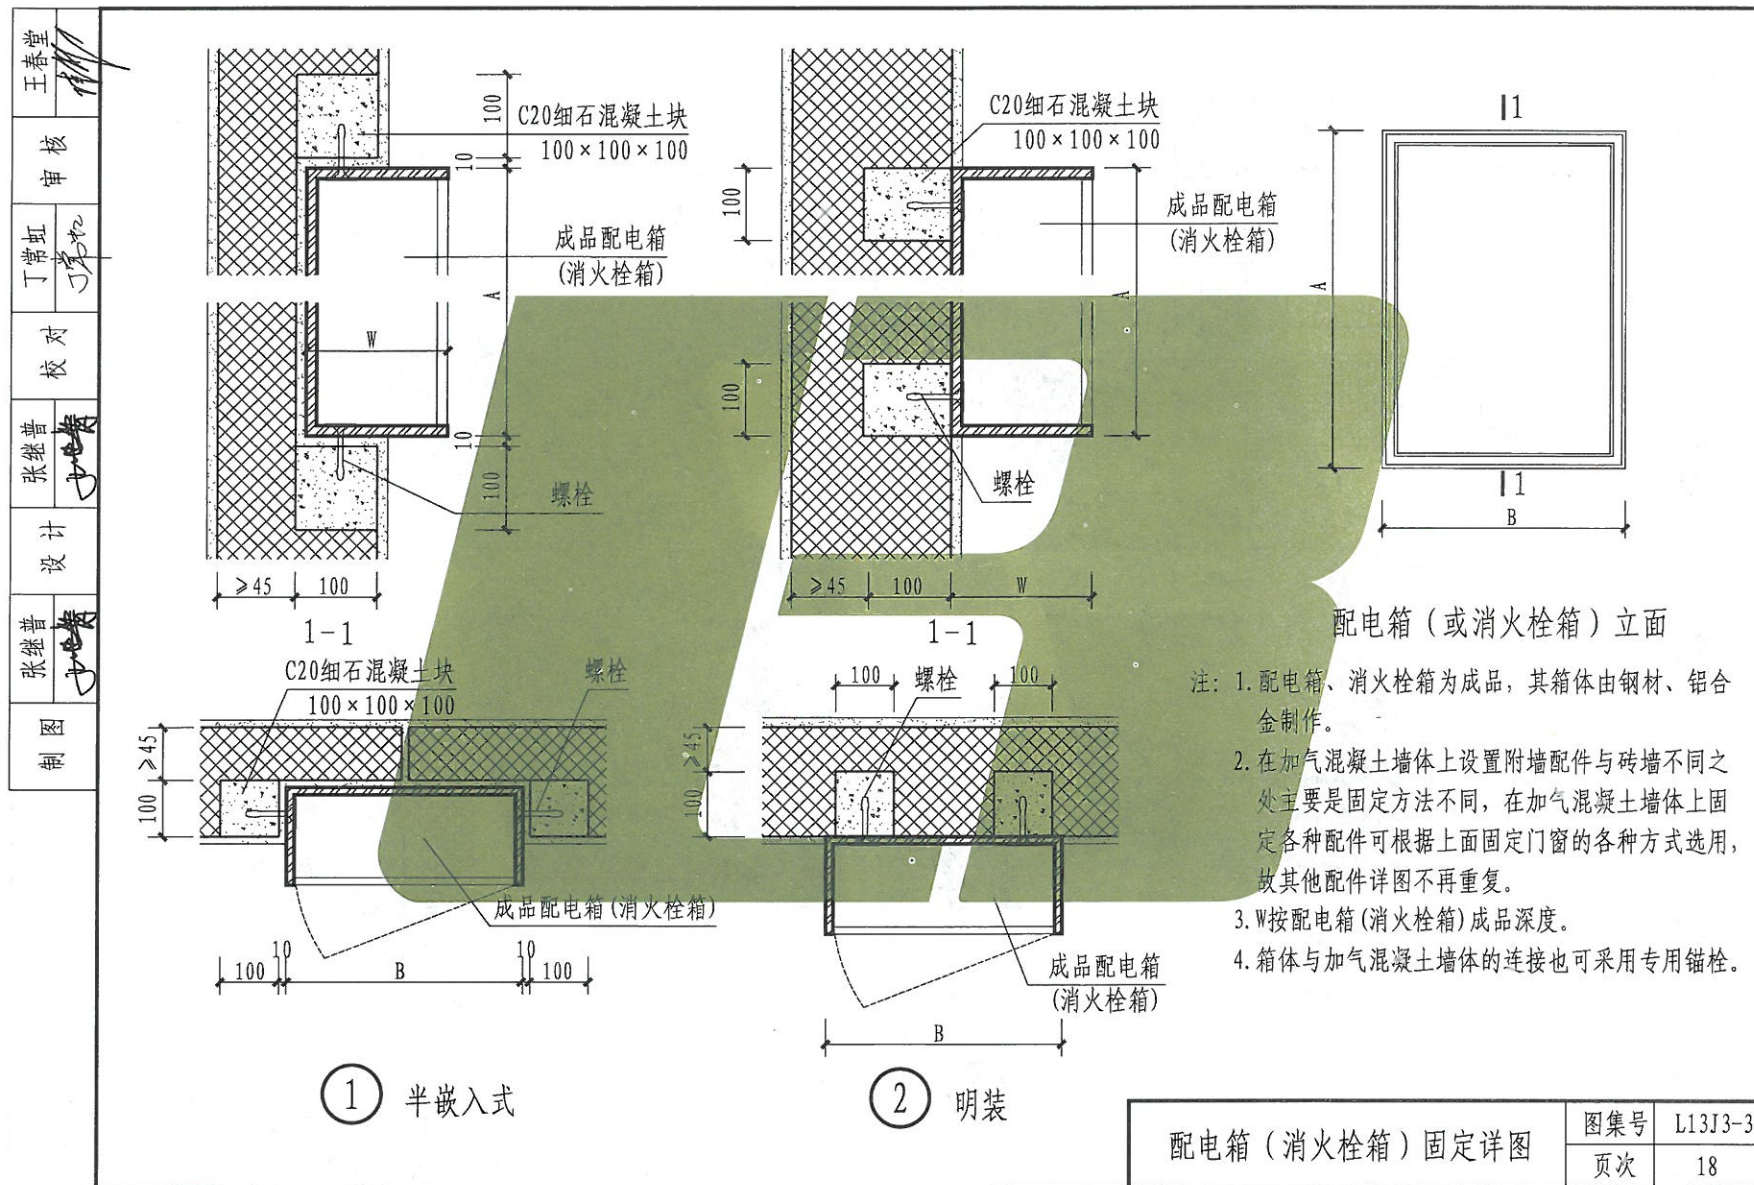 王春堂
审核
丁常虹
校对
张继普
设计
张继普
制图
100
C20细石混凝土块
100×100×100
10
成品配电箱
(消火栓箱)
A
W
10
100
螺栓
≥45
100
1-1
C20细石混凝土块
100×100×100
100
成品配电箱
(消火栓箱)
A
100
螺栓
≥45
100
W
1-1
1
A
1
B
配电箱（或消火栓箱）立面
C20细石混凝土块
100×100×100
螺栓
≥45
100
成品配电箱(消火栓箱)
10
10
100
B
100
① 半嵌入式
100
螺栓
100
≥45
100
成品配电箱
(消火栓箱)
B
② 明装
注: 1.配电箱、消火栓箱为成品，其箱体由钢材、铝合
金制作。
2.在加气混凝土墙体上设置附墙配件与砖墙不同之
处主要是固定方法不同，在加气混凝土墙体上固
定各种配件可根据上面固定门窗的各种方式选用，
故其他配件详图不再重复。
3.W按配电箱(消火栓箱)成品深度。
4.箱体与加气混凝土墙体的连接也可采用专用锚栓。
配电箱（消火栓箱）固定详图
图集号 L13J3-3
页次 18